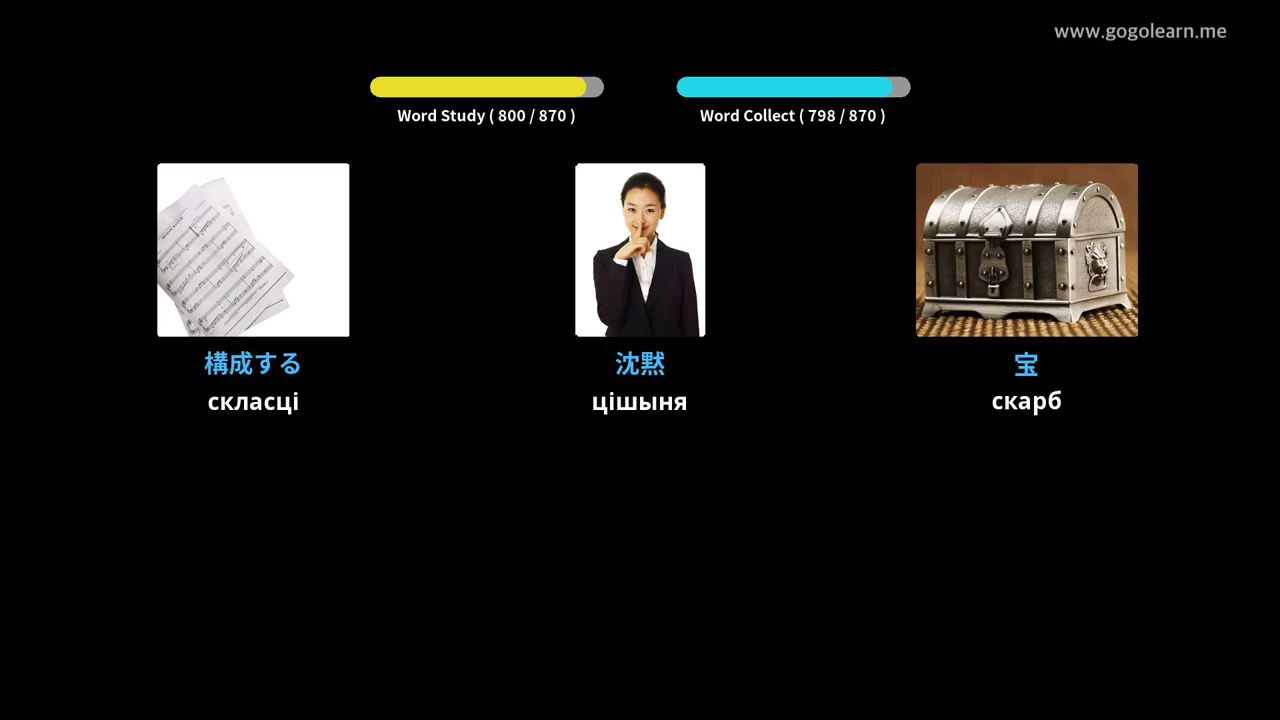 www.gogolearn.me
Word Study ( 800 / 870 )
Word Collect ( 798 / 870 )
構成する
沈黙
宝
скласці
цішыня
скарб